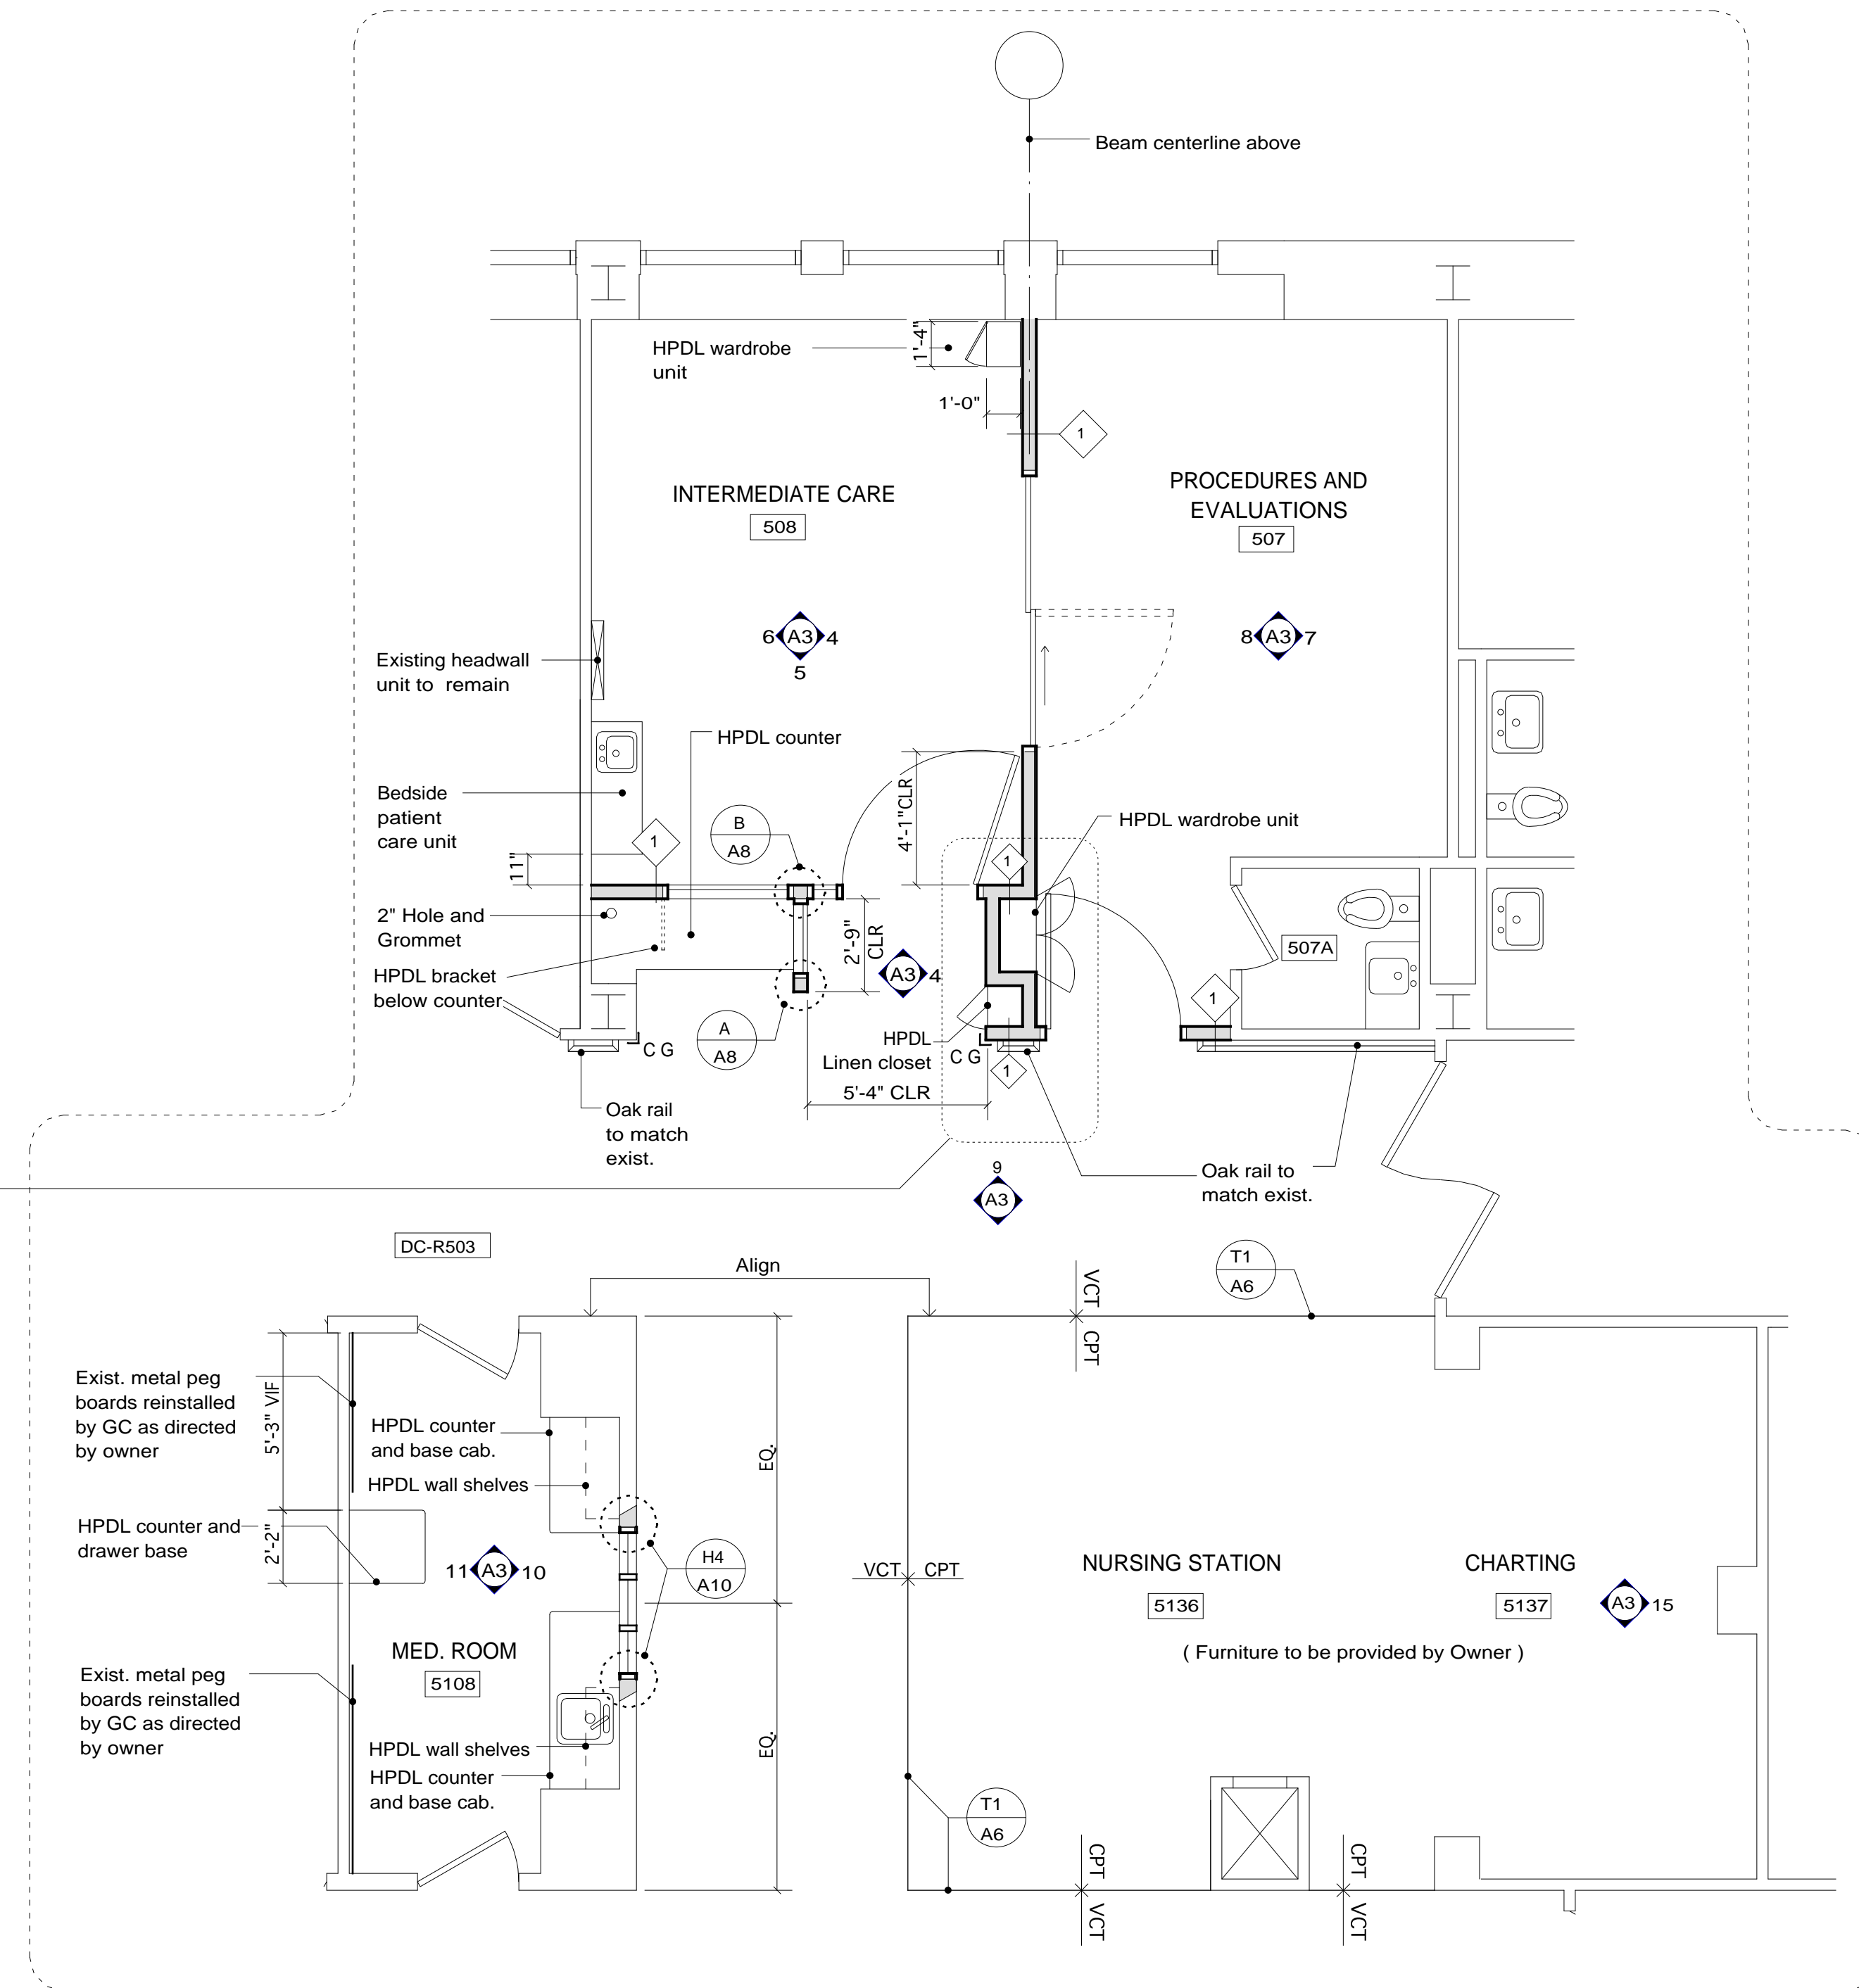 Beam centerline above
HPDL wardrobe
unit
1'-4"
1'-0"
1
INTERMEDIATE CARE
508
PROCEDURES AND
EVALUATIONS
507
6 A3 4
5
8 A3 7
Existing headwall
unit to remain
HPDL counter
Bedside
patient
care unit
11"
1
B
A8
4'-1"CLR
HPDL wardrobe unit
1
2" Hole and
Grommet
HPDL bracket
below counter
2'-9"
CLR
A3 4
507A
1
A
A8
C G
HPDL
Linen closet
C G
1
5'-4" CLR
Oak rail
to match
exist.
9
A3
Oak rail to
match exist.
DC-R503
Align
VCT
CPT
T1
A6
Exist. metal peg
boards reinstalled
by GC as directed
by owner
5'-3" VIF
HPDL counter
and base cab.
HPDL wall shelves
EQ.
HPDL counter and
drawer base
2'-2"
11 A3 10
H4
A10
VCT CPT
NURSING STATION
5136
CHARTING
5137
A3 15
( Furniture to be provided by Owner )
MED. ROOM
5108
Exist. metal peg
boards reinstalled
by GC as directed
by owner
HPDL wall shelves
HPDL counter
and base cab.
EQ.
T1
A6
CPT
VCT
CPT
VCT